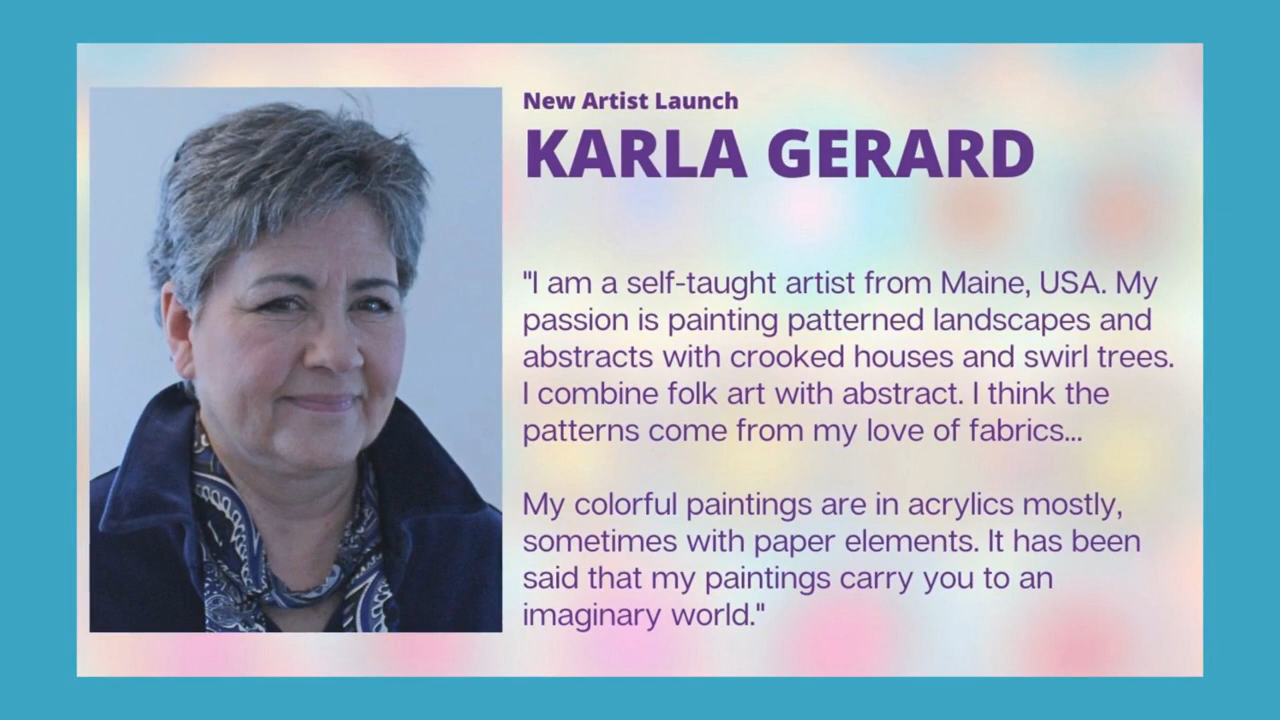 New Artist Launch
KARLA GERARD
"I am a self-taught artist from Maine, USA. My
passion is painting patterned landscapes and
abstracts with crooked houses and swirl trees.
I combine folk art with abstract. I think the
patterns come from my love of fabrics...
My colorful paintings are in acrylics mostly,
sometimes with paper elements. It has been
said that my paintings carry you to an
imaginary world."